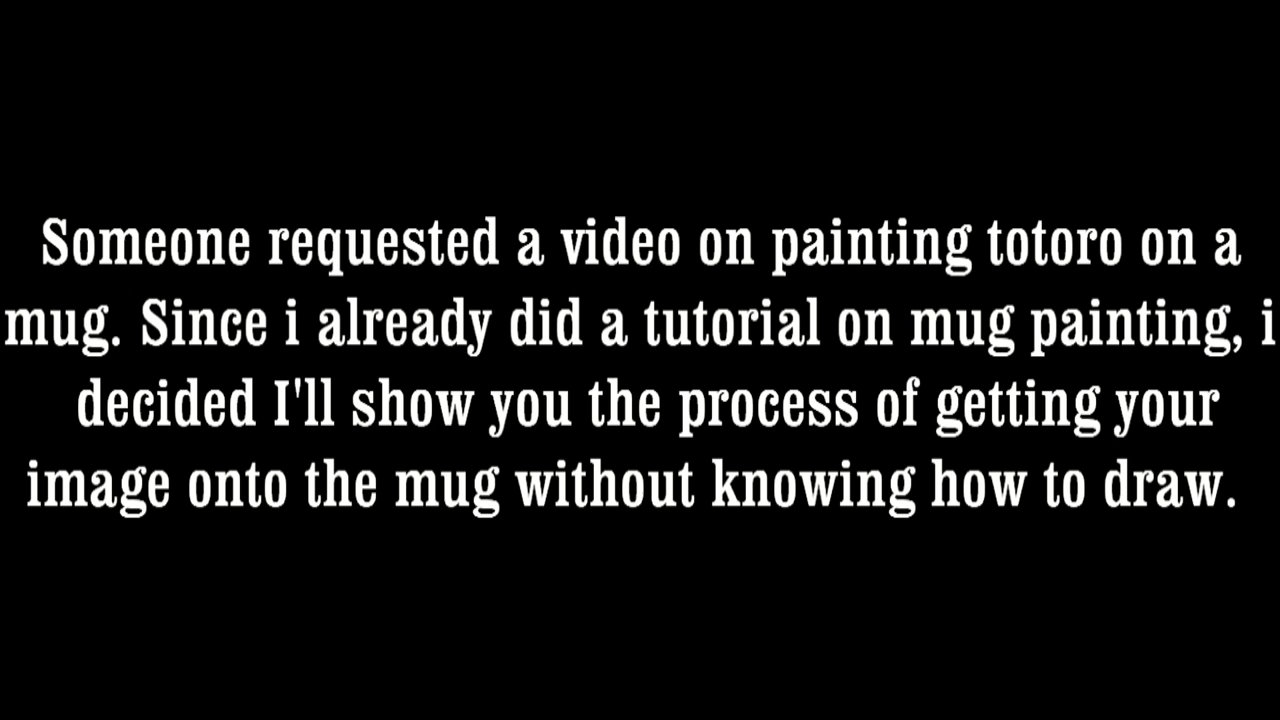 Someone requested a video on painting totoro on a
mug. Since i already did a tutorial on mug painting, i
decided I'll show you the process of getting your
image onto the mug without knowing how to draw.